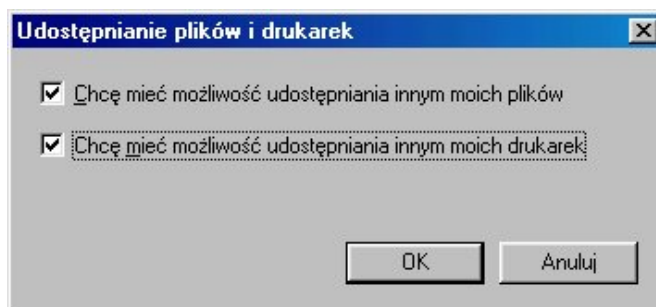 Udostępnianie plików i drukarek
Chcę mieć możliwość udostępniania innym moich plików
Chcę mieć możliwość udostępniania innym moich drukarek
OK Anuluj